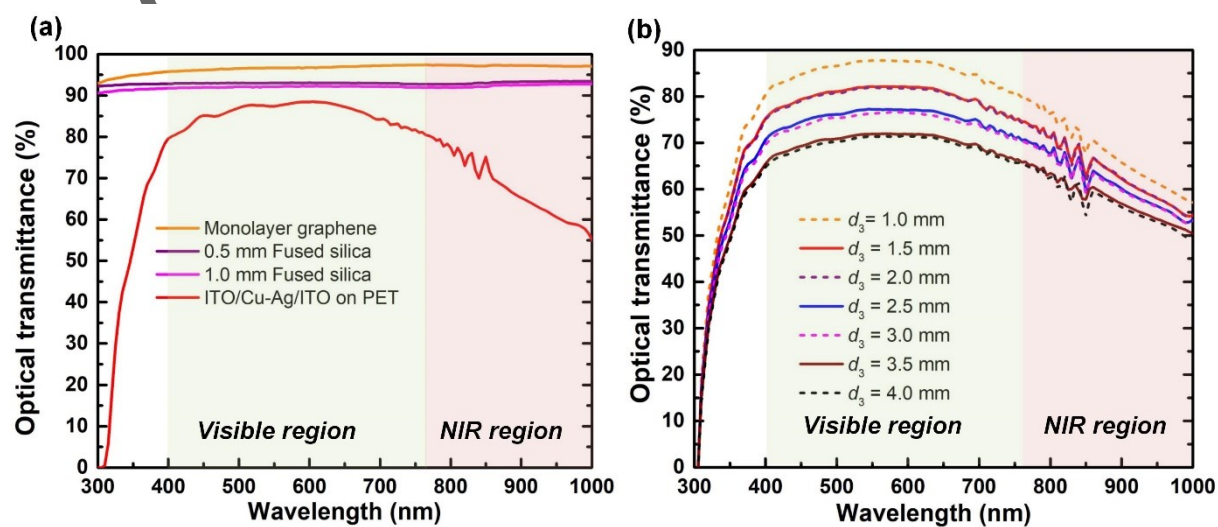 (a)
100
90
80
70
60
50
40
30
20
10
0
Optical transmittance (%)
Monolayer graphene
0.5 mm Fused silica
1.0 mm Fused silica
ITO/Cu-Ag/ITO on PET
Visible region
NIR region
300 400 500 600 700 800 900 1000
Wavelength (nm)
(b)
90
80
70
60
50
40
30
20
10
0
Optical transmittance (%)
d3= 1.0 mm
d3= 1.5 mm
d3= 2.0 mm
d3= 2.5 mm
d3= 3.0 mm
d3= 3.5 mm
d3= 4.0 mm
Visible region
NIR region
300 400 500 600 700 800 900 1000
Wavelength (nm)